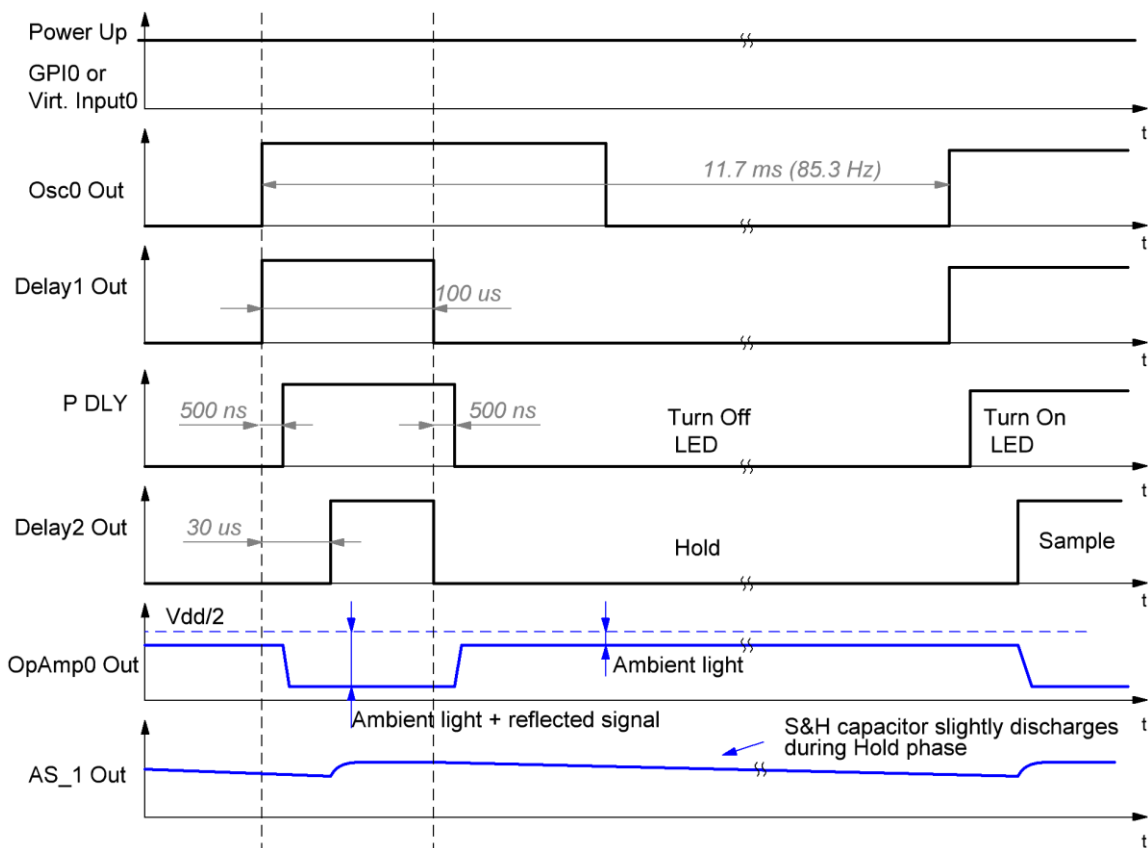 Power Up
GPI0 or
Virt. Input0
t
Osc0 Out
11.7 ms (85.3 Hz)
t
Delay1 Out
100 us
t
P DLY
500 ns
500 ns
Turn Off
LED
Turn On
LED
t
Delay2 Out
30 us
Hold
Sample
t
Vdd/2
OpAmp0 Out
Ambient light
Ambient light + reflected signal
t
S&H capacitor slightly discharges
during Hold phase
AS_1 Out
t